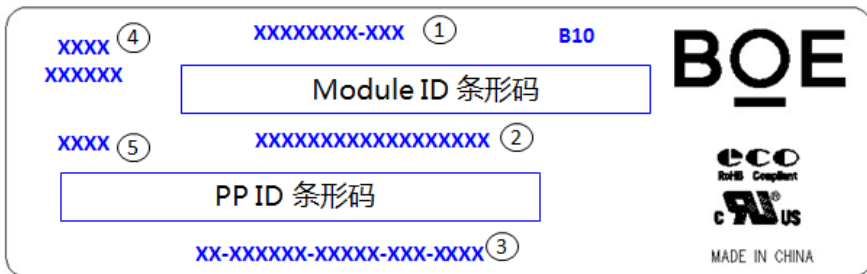 XXXX ④ XXXXXXXX-XXX ① B10
XXXXXX
Module ID 条形码
BOE
XXXX ⑤ XXXXXXXXXXXXXXXXXX ②
PP ID 条形码
XX-XXXXXX-XXXXX-XXX-XXXX ③
eco
RoHS Compliant
c RU US
MADE IN CHINA